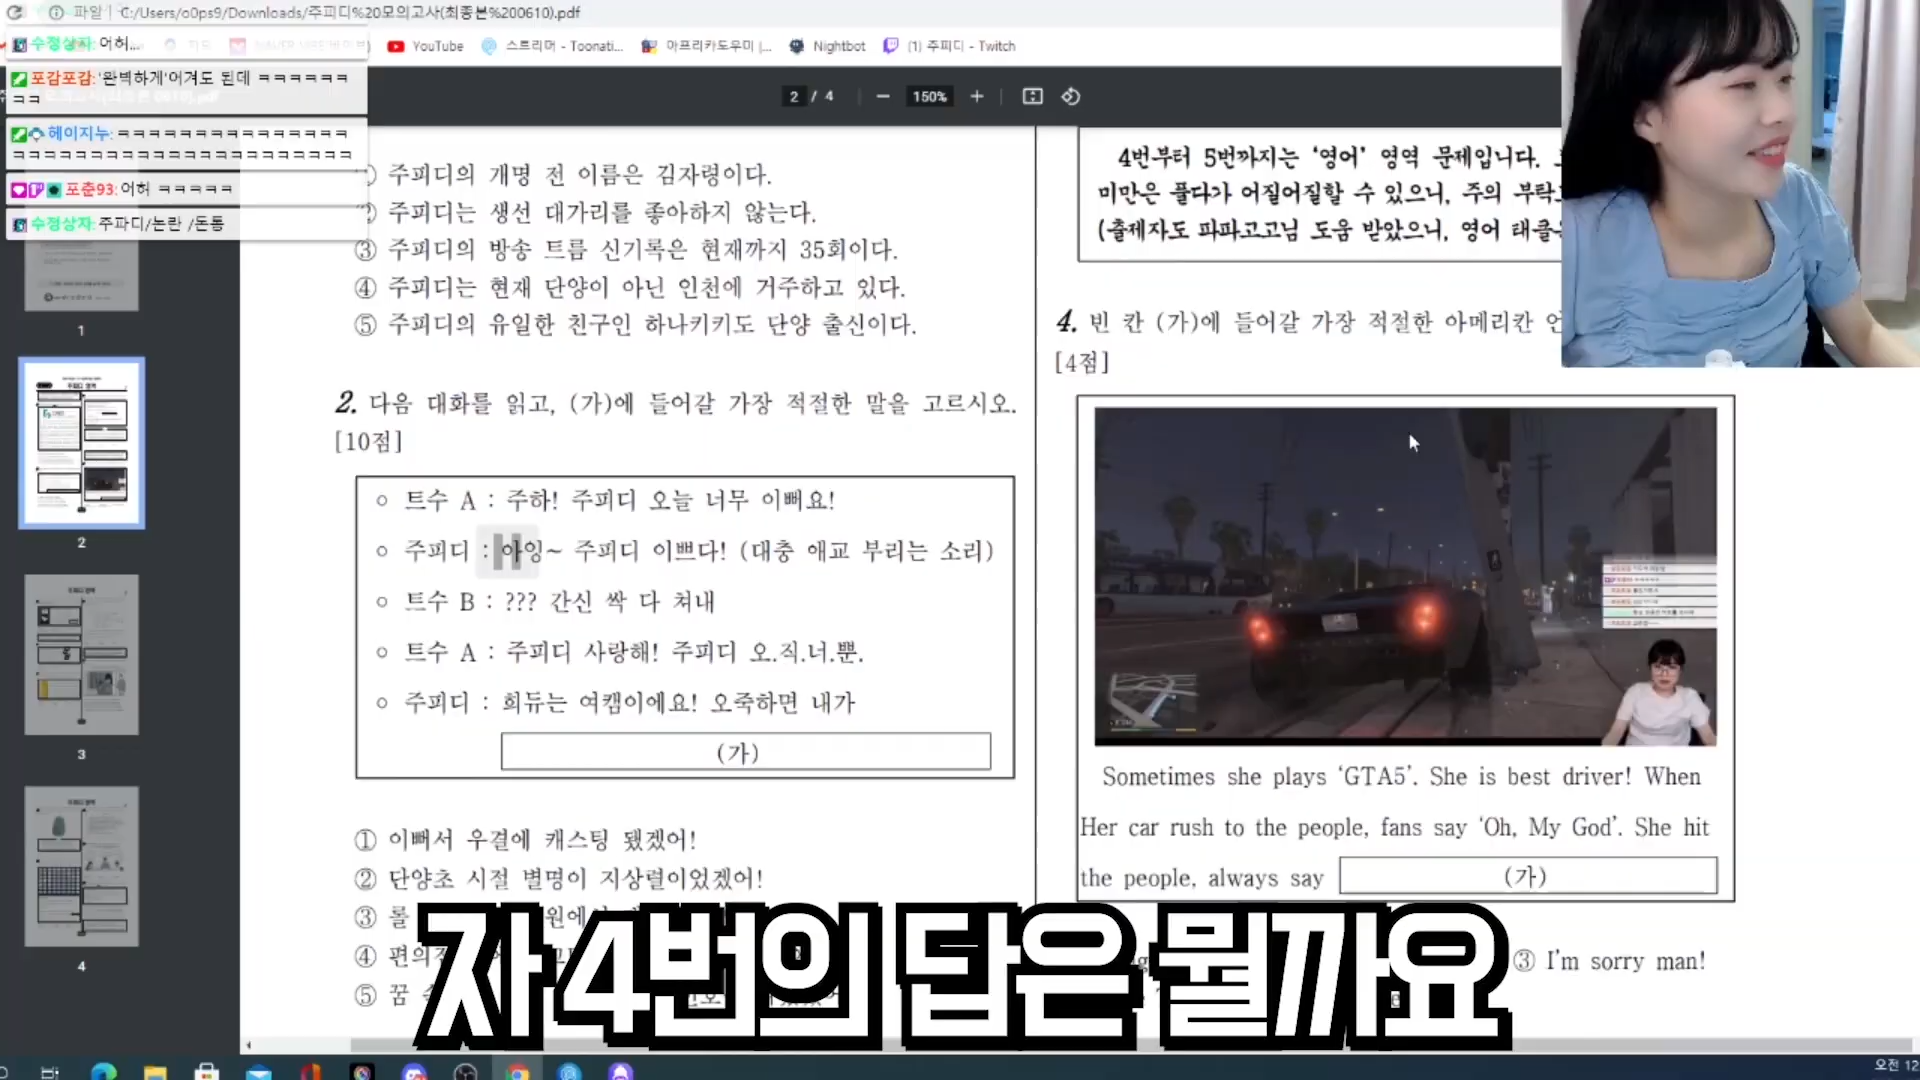 파일 | C:/Users/o0ps9/Downloads/주피디%20모의고사(최종본%200610).pdf
YouTube
스트리머 - Toonati...
아프리카도우미 |...
Nightbot
(1) 주피디 - Twitch
수정상자: 어허...
포감포감: '완벽하게'어겨도 된데 ㅋㅋㅋㅋㅋㅋ
ㅋㅋ
헤이지누: ㅋㅋㅋㅋㅋㅋㅋㅋㅋㅋㅋㅋㅋㅋㅋ
ㅋㅋㅋㅋㅋㅋㅋㅋㅋㅋㅋㅋㅋㅋㅋㅋㅋㅋㅋㅋㅋㅋ
포춘93: 어허 ㅋㅋㅋㅋㅋ
수정상자: 주파디/논란 /돈통
2 / 4
150%
1
2
3
4
① 주피디의 개명 전 이름은 김자령이다.
② 주피디는 생선 대가리를 좋아하지 않는다.
③ 주피디의 방송 트름 신기록은 현재까지 35회이다.
④ 주피디는 현재 단양이 아닌 인천에 거주하고 있다.
⑤ 주피디의 유일한 친구인 하나키키도 단양 출신이다.
2. 다음 대화를 읽고, (가)에 들어갈 가장 적절한 말을 고르시오.
[10점]
○ 트수 A : 주하! 주피디 오늘 너무 이뻐요!
○ 주피디 : 아잉~ 주피디 이쁘다! (대충 애교 부리는 소리)
○ 트수 B : ??? 간신 싹 다 쳐내
○ 트수 A : 주피디 사랑해! 주피디 오.직.너.뿐.
○ 주피디 : 희듀는 여캠이에요! 오죽하면 내가
(가)
① 이뻐서 우결에 캐스팅 됐겠어!
② 단양초 시절 별명이 지상렬이었겠어!
③ 롤
④
⑤ 꿈
4번부터 5번까지는 '영어' 영역 문제입니다.
미만은 풀다가 어질어질할 수 있으니, 주의
(출제자도 파파고고님 도움 받았으니, 영어
4. 빈 칸 (가)에 들어갈 가장 적절한 아메리칸
[4점]
Sometimes she plays ‘GTA5’. She is best driver! When
Her car rush to the people, fans say ‘Oh, My God’. She hit
the people, always say
(가)
③ I'm sorry man!
자 4번의 답은 뭘까요
오전 12